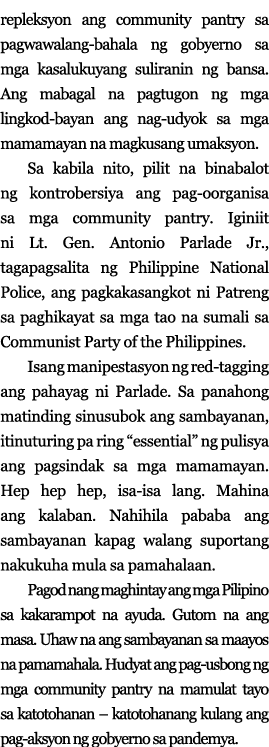 repleksyon ang community pantry sa
pagwawalang-bahala ng gobyerno sa
mga kasalukuyang suliranin ng bansa.
Ang mabagal na pagtugon ng mga
lingkod-bayan ang nag-udyok sa mga
mamamayan na magkusang umaksyon.
Sa kabila nito, pilit na binabalot
ng kontrobersiya ang pag-oorganisa
sa mga community pantry. Iginiit
ni Lt. Gen. Antonio Parlade Jr.,
tagapagsalita ng Philippine National
Police, ang pagkakasangkot ni Patreng
sa paghikayat sa mga tao na sumali sa
Communist Party of the Philippines.
Isang manipestasyon ng red-tagging
ang pahayag ni Parlade. Sa panahong
matinding sinusubok ang sambayanan,
itinuturing pa ring “essential” ng pulisya
ang pagsindak sa mga mamamayan.
Hep hep hep, isa-isa lang. Mahina
ang kalaban. Nahihila pababa ang
sambayanan kapag walang suportang
nakukuha mula sa pamahalaan.
Pagod nang maghintay ang mga Pilipino
sa kakarampot na ayuda. Gutom na ang
masa. Uhaw na ang sambayanan sa maayos
na pamamahala. Hudyat ang pag-usbong ng
mga community pantry na mamulat tayo
sa katotohanan – katotohanang kulang ang
pag-aksyon ng gobyerno sa pandemya.